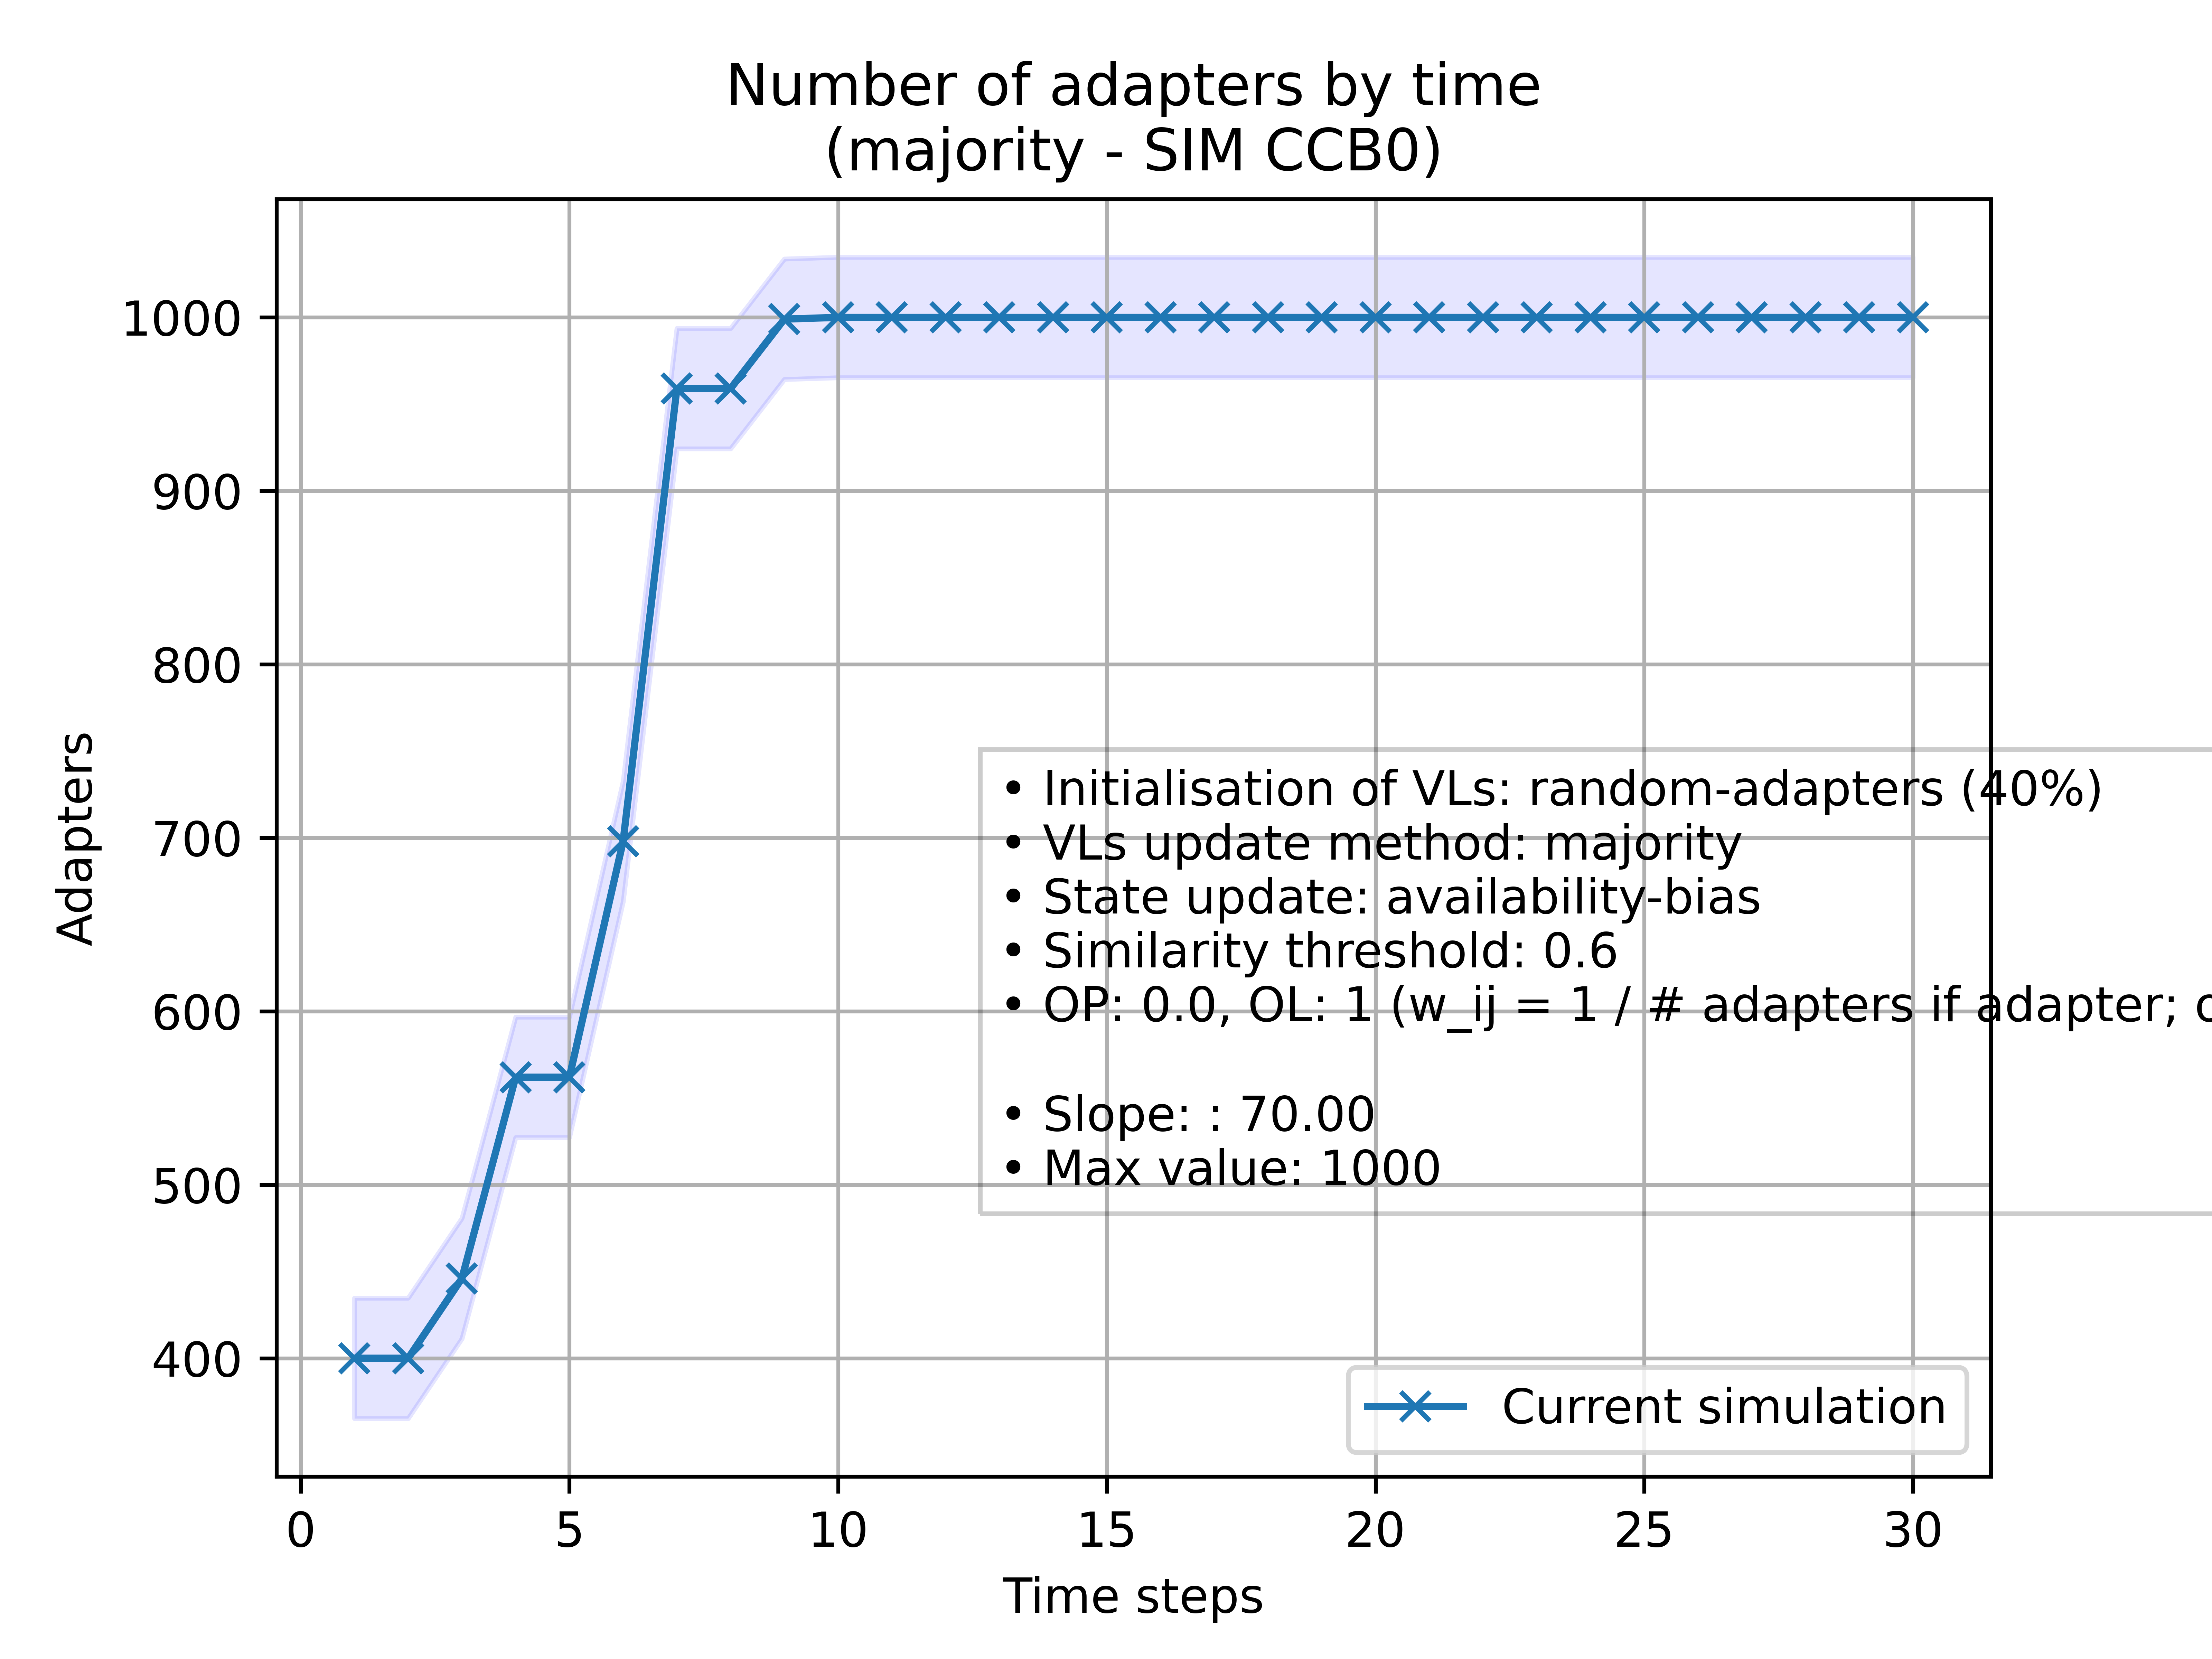 Number of adapters by time
(majority - SIM CCB0)
1000
900
800
700
600
500
400
Adapters
• Initialisation of VLs: random-adapters (40%)
• VLs update method: majority
• State update: availability-bias
• Similarity threshold: 0.6
• OP: 0.0, OL: 1 (w_ij = 1 / # adapters if adapter;
• Slope: : 70.00
• Max value: 1000
Current simulation
0 5 10 15 20 25 30
Time steps